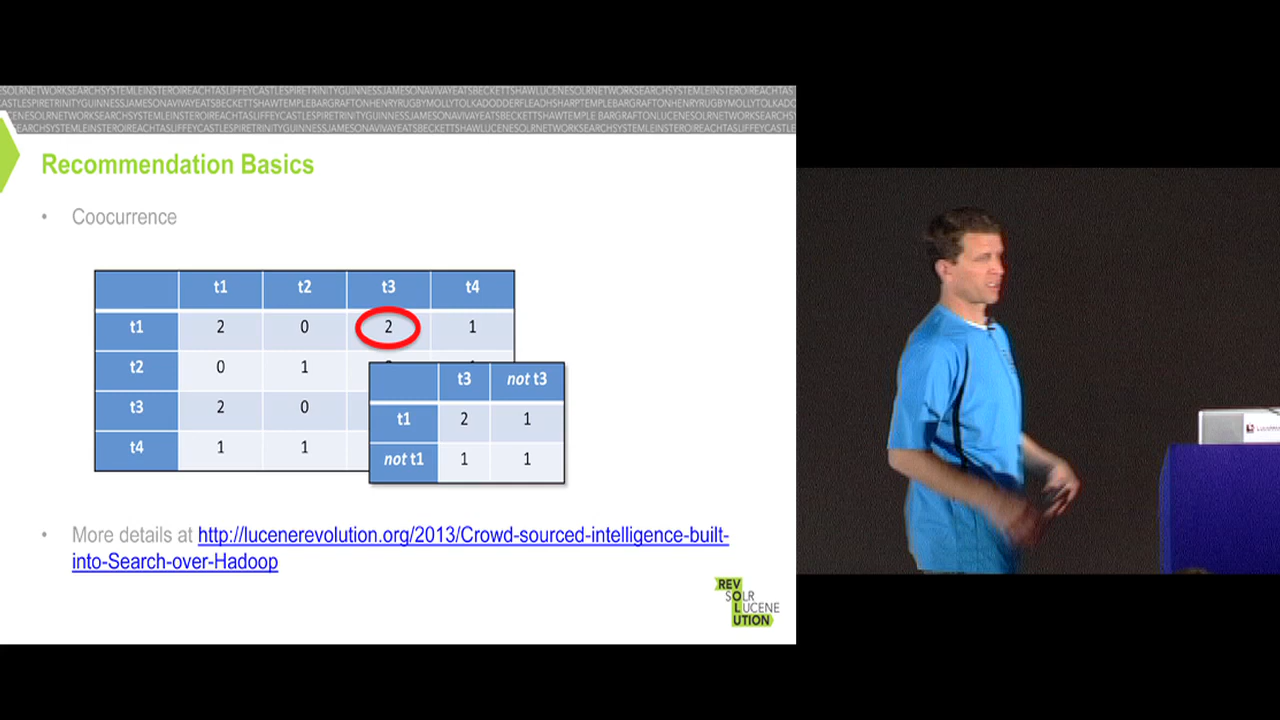 ESOLRNETWORKSEARCHSYSTEMLEINSTEROIREACHTASLIFFEYCASTLESPIRETRINITYGUINNESSJAMESONAVIVAYEATSBECKETTSHAWTEMPLEBARGRAFTONHENRYRUGBYMOLLYTOLKA
Recommendation Basics
• Coocurrence
t1 t2 t3 t4
t1 2 0 2 1
t2 0 1
t3 2 0
t4 1 1
t3 not t3
t1 2 1
not t1 1 1
• More details at http://lucenerevolution.org/2013/Crowd-sourced-intelligence-built-
into-Search-over-Hadoop
REV
SOLR
LUCENE
UTION